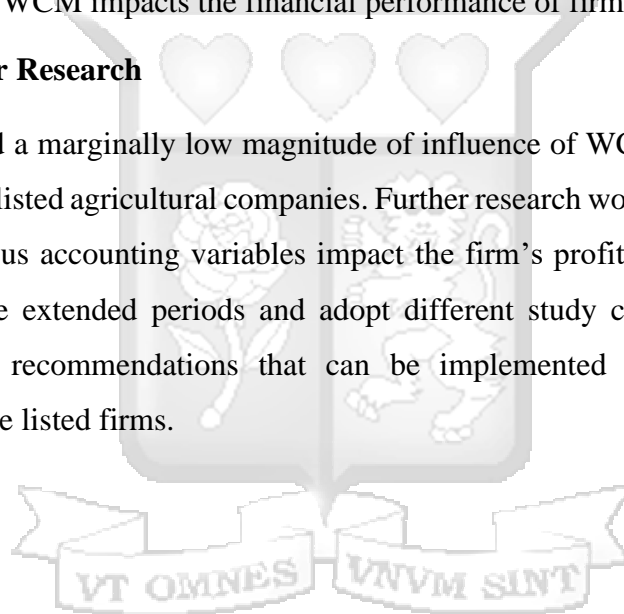 WCM impacts the financial performance of firm
r Research
d a marginally low magnitude of influence of WC
listed agricultural companies. Further research wo
us accounting variables impact the firm's profit
e extended periods and adopt different study c
recommendations that can be implemented
e listed firms.
VT OMNES VNVM SINT